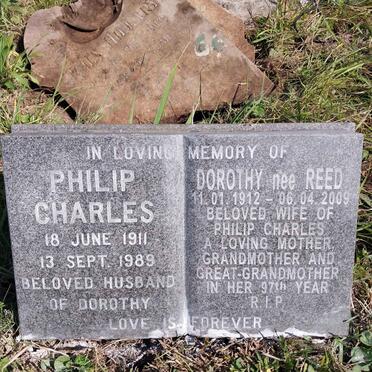 66
IN LOVING MEMORY OF
PHILIP
CHARLES
18 JUNE 1911
13 SEPT. 1989
BELOVED HUSBAND
OF DOROTHY
DOROTHY nee REED
11.01.1912 - 06.04.2009
BELOVED WIFE OF
PHILIP CHARLES
A LOVING MOTHER,
GRANDMOTHER AND
GREAT-GRANDMOTHER
IN HER 97TH YEAR
R.I.P.
LOVE IS FOREVER